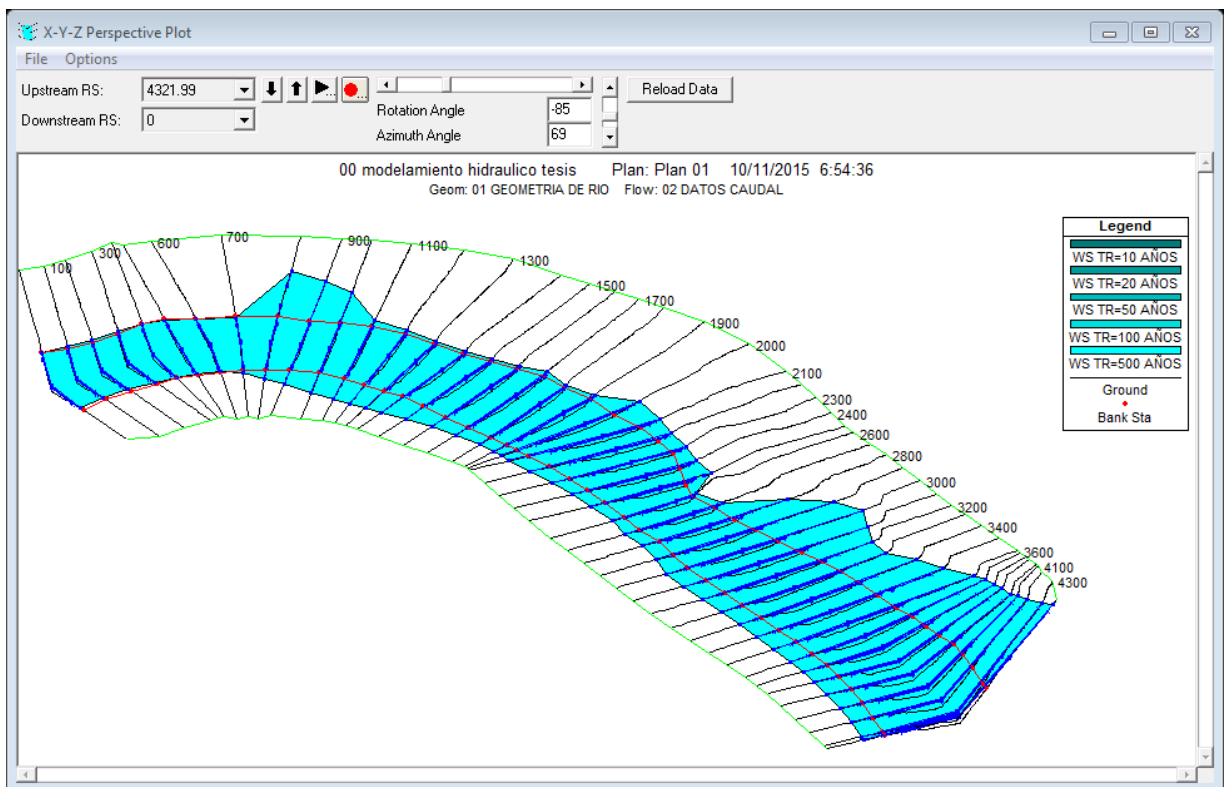 X-Y-Z Perspective Plot
File Options
Upstream RS: 4321.99
Reload Data
Rotation Angle -85
Downstream RS: 0
Azimuth Angle 69
00 modelamiento hidraulico tesis Plan: Plan 01 10/11/2015 6:54:36
Geom: 01 GEOMETRIA DE RIO Flow: 02 DATOS CAUDAL
Legend
WS TR=10 AÑOS
WS TR=20 AÑOS
WS TR=50 AÑOS
WS TR=100 AÑOS
WS TR=500 AÑOS
Ground
Bank Sta
100
300
600
700
900
1100
1300
1500
1700
1900
2000
2100
2300
2400
2600
2800
3000
3200
3400
3600
4100
4300